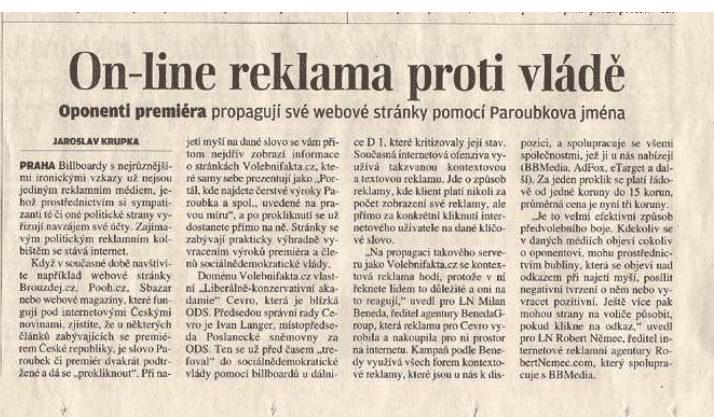 On-line reklama proti vládě
Oponenti premiéra propagují své webové stránky pomocí Paroubkova jména
JAROSLAV KRUPKA
PRAHA Billboardy s nejrůznější-
mi ironickými vzkazy už nejsou
jediným reklamním médiem, je-
hož prostřednictvím si sympati-
zanti té či oné politické strany vy-
řizují navzájem své účty. Zajíma-
vým politickým reklamním kol-
bištěm se stává internet.
Když v současné době navštíví-
te například webové stránky
Brouzdej.cz, Pooh.cz, Sbazar
nebo webové magazíny, které fun-
gují pod internetovými Českými
novinami, zjistíte, že u některých
článků zabývajících se premié-
rem České republiky, je slovo Pa-
roubek či premiér dvakrát podtr-
žené a dá se „prokliknout". Při na-
jetí myší na dané slovo se vám při-
tom nejdřív zobrazí informace
o stránkách Volebnifakta.cz, kte-
ré samy sebe prezentují jako „Por-
tál, kde najdete čerstvé výroky Pa-
roubka a spol., uvedené na pra-
vou míru", a po prokliknutí se už
dostanete přímo na ně. Stránky se
zabývají prakticky výhradně vy-
vracením výroků premiéra a čle-
nů sociálnědemokratické vlády.
Doménu Volebnifakta.cz vlast-
ní „Liberálně-konzervativní aka-
demie" Cevro, která je blízká
ODS. Předsedou správní rady Ce-
vro je Ivan Langer, místopředse-
da Poslanecké sněmovny za
ODS. Ten se už před časem „tre-
foval" do sociálnědemokratické
vlády pomocí billboardů u dálni-
ce D 1, které kritizovaly její stav.
Současná internetová ofenziva vy-
užívá takzvanou kontextovou
a textovou reklamu. Jde o způsob
reklamy, kde klient platí nikoli za
počet zobrazení své reklamy, ale
přímo za konkrétní kliknutí inter-
netového uživatele na dané klíčo-
vé slovo.
„Na propagaci takového serve-
ru jako Volebnifakta.cz se kontex-
tová reklama hodí, protože v ní
řeknete lidem to důležité a oni na
to reagují," uvedl pro LN Milan
Beneda, ředitel agentury BenedaG-
roup, která reklamu pro Cevro vy-
robila a nakoupila pro ni prostor
na internetu. Kampaň podle Bene-
dy využívá všech forem kontexto-
vé reklamy, které jsou u nás k dis-
pozici, a spolupracuje se všemi
společnostmi, jež ji u nás nabízejí
(BBMedia, AdFox, eTarget a dal-
ší). Za jeden proklik se platí řádo-
vě od jedné koruny do 15 korun,
průměrná cena je nyní tři koruny.
„Je to velmi efektivní způsob
předvolebního boje. Kdekoliv se
v daných médiích objeví cokoliv
o oponentovi, mohu prostřednic-
tvím bubliny, která se objeví nad
odkazem při najetí myší, posílit
negativní tvrzení o něm nebo vy-
vracet pozitivní. Ještě více pak
mohou strany na voliče působit,
pokud klikne na odkaz," uvedl
pro LN Robert Němec, ředitel in-
ternetové reklamní agentury Ro-
bertNemec.com, který spolupra-
cuje s BBMedia.